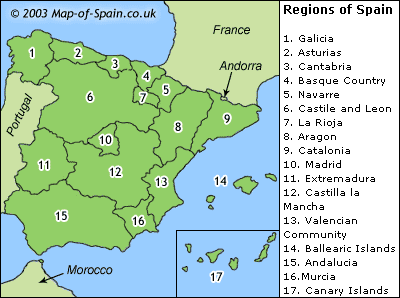 © 2003 Map-of-Spain.co.uk
France
Andorra
Portugal
Morocco
1
2
3
4
5
6
7
8
9
10
11
12
13
14
15
16
17
Regions of Spain
1. Galicia
2. Asturias
3. Cantabria
4. Basque Country
5. Navarre
6. Castile and Leon
7. La Rioja
8. Aragon
9. Catalonia
10. Madrid
11. Extremadura
12. Castilla la
Mancha
13. Valencian
Community
14. Ballearic Islands
15. Andalucia
16.Murcia
17. Canary Islands